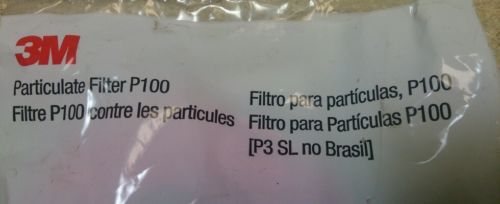 3M
Particulate Filter P100
Filtre P100 contre les particules
Filtro para partículas, P100
Filtro para Partículas P100
[P3 SL no Brasil]